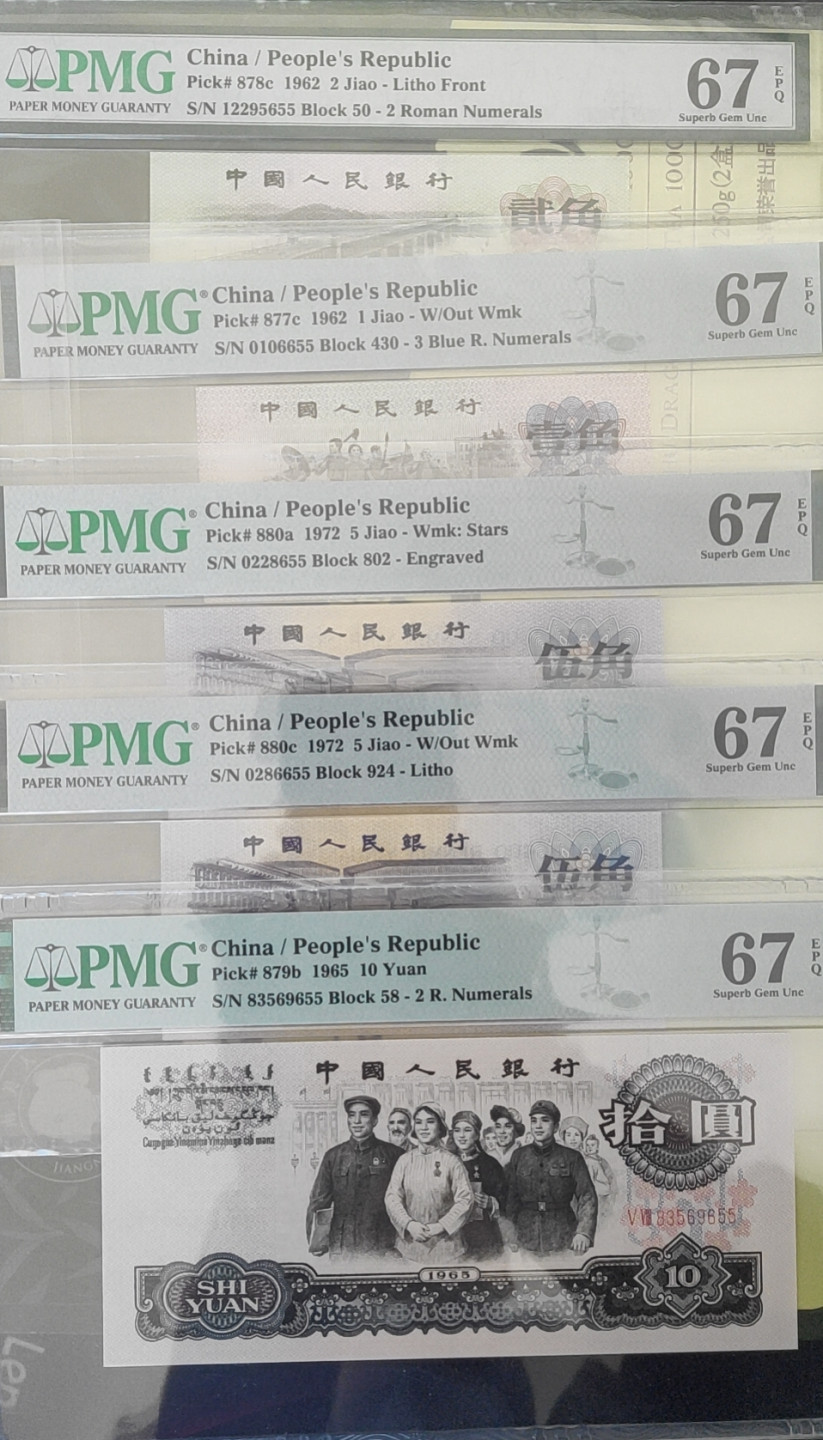 PMG
PAPER MONEY GUARANTY
China / People's Republic
Pick# 878c 1962 2 Jiao - Litho Front
S/N 12295655 Block 50 - 2 Roman Numerals
67
EPQ
Superb Gem Unc
中國人民銀行
貳角
250g(2盒
荣誉出品
PMG®
PAPER MONEY GUARANTY
China / People's Republic
Pick# 877c 1962 1 Jiao - W/Out Wmk
S/N 0106655 Block 430 - 3 Blue R. Numerals
67
EPQ
Superb Gem Unc
中國人民銀行
壹角
PMG®
PAPER MONEY GUARANTY
China / People's Republic
Pick# 880a 1972 5 Jiao - Wmk: Stars
S/N 0228655 Block 802 - Engraved
67
EPQ
Superb Gem Unc
中國人民銀行
伍角
PMG®
PAPER MONEY GUARANTY
China / People's Republic
Pick# 880c 1972 5 Jiao - W/Out Wmk
S/N 0286655 Block 924 - Litho
67
EPQ
Superb Gem Unc
中國人民銀行
伍角
PMG®
PAPER MONEY GUARANTY
China / People's Republic
Pick# 879b 1965 10 Yuan
S/N 83569655 Block 58 - 2 R. Numerals
67
EPQ
Superb Gem Unc
中國人民銀行
拾圓
83569655
1965
SHI
YUAN
10